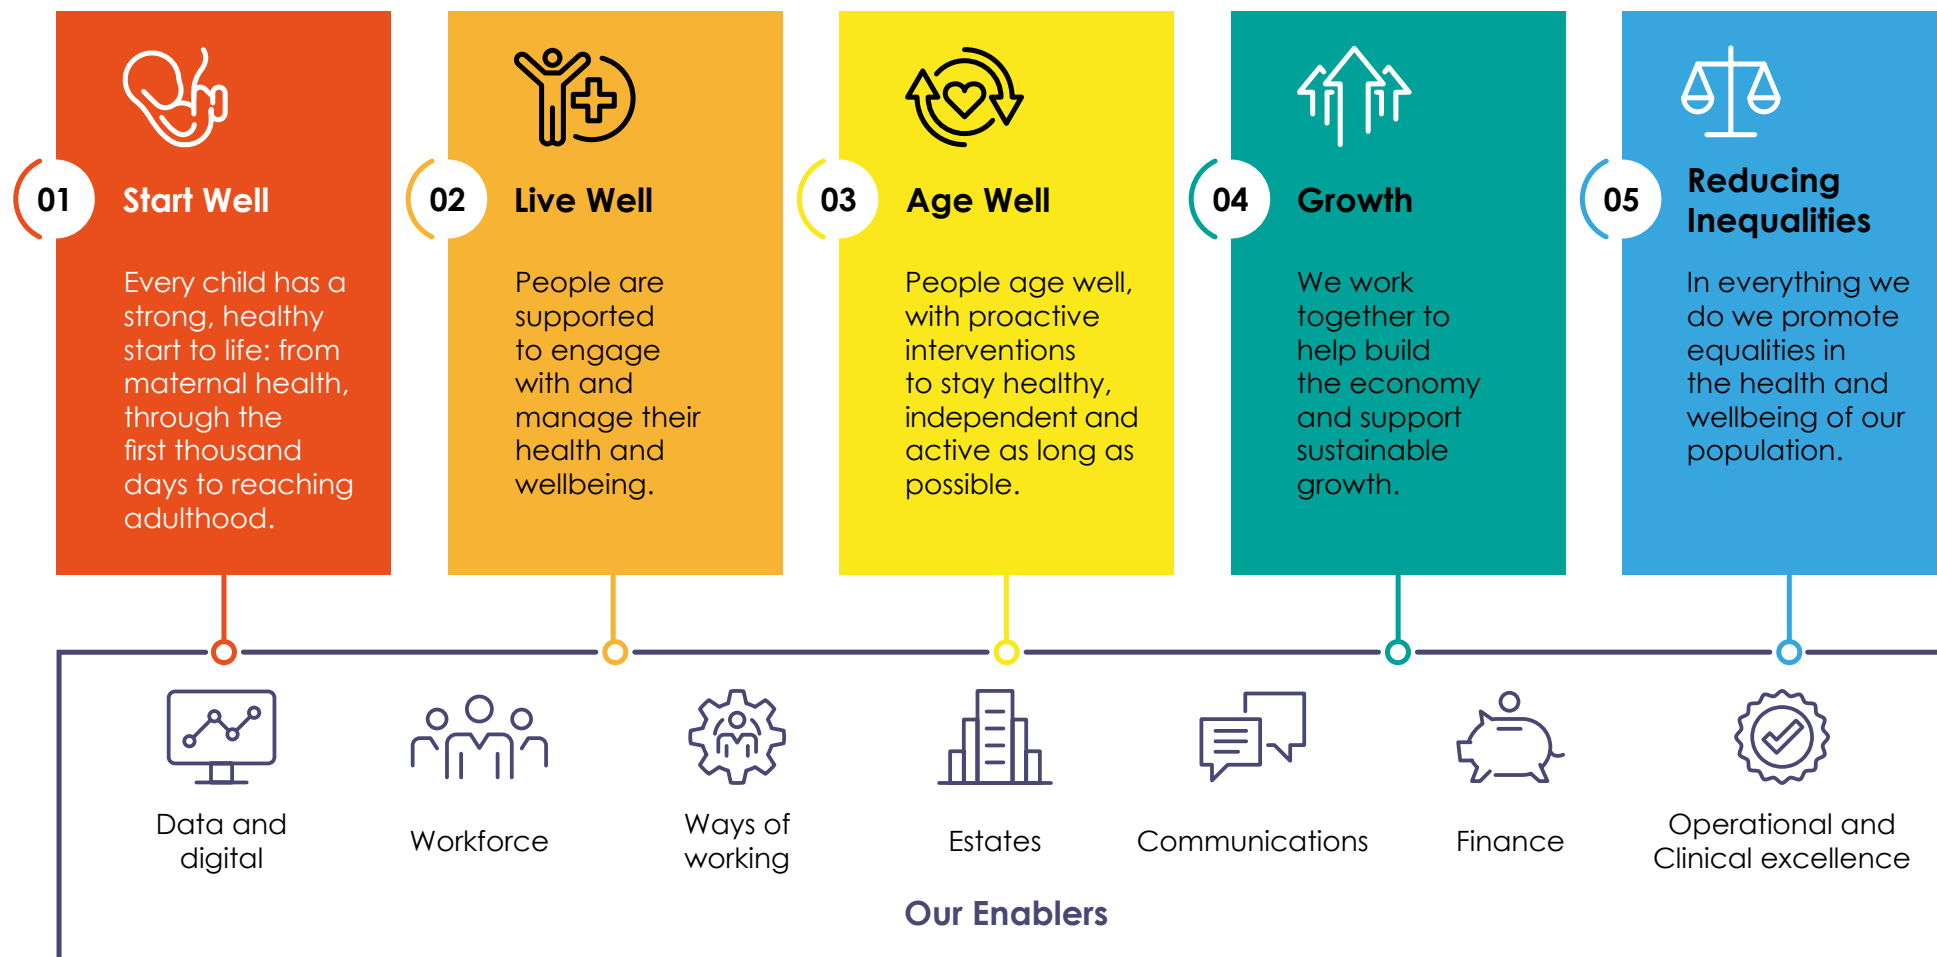 01
Start Well
Every child has a
strong, healthy
start to life: from
maternal health,
through the
first thousand
days to reaching
adulthood.
02
Live Well
People are
supported
to engage
with and
manage their
health and
wellbeing.
03
Age Well
People age well,
with proactive
interventions
to stay healthy,
independent and
active as long as
possible.
04
Growth
We work
together to
help build
the economy
and support
sustainable
growth.
05
Reducing
Inequalities
In everything we
do we promote
equalities in
the health and
wellbeing of our
population.
Data and
digital
Workforce
Ways of
working
Estates
Communications
Finance
Operational and
Clinical excellence
Our Enablers